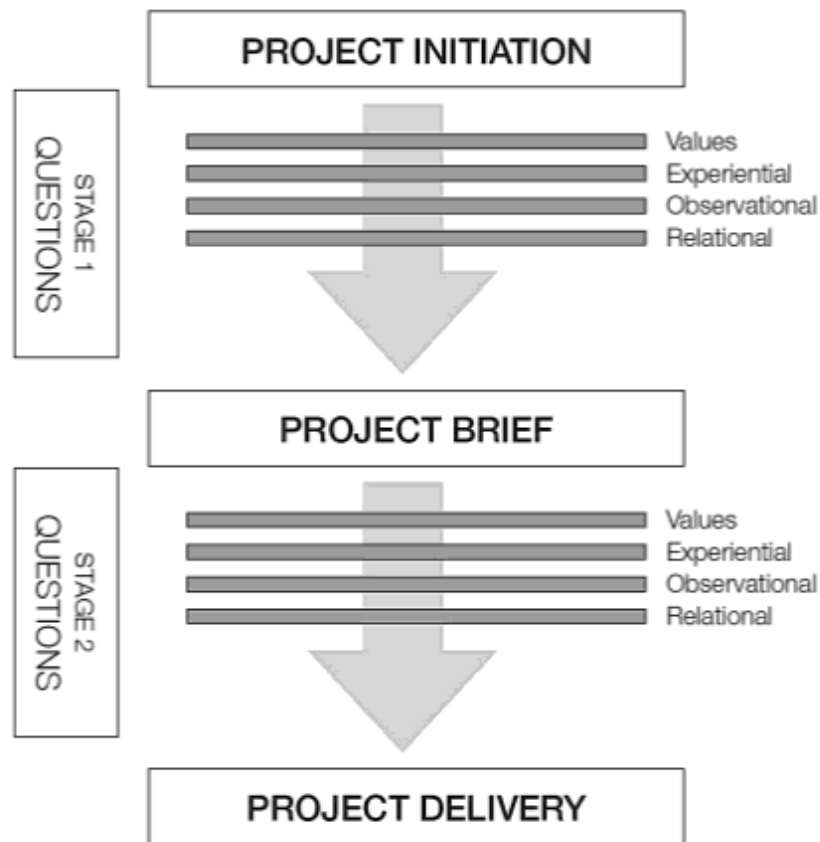 PROJECT INITIATION
STAGE 1
QUESTIONS
Values
Experiential
Observational
Relational
PROJECT BRIEF
STAGE 2
QUESTIONS
Values
Experiential
Observational
Relational
PROJECT DELIVERY